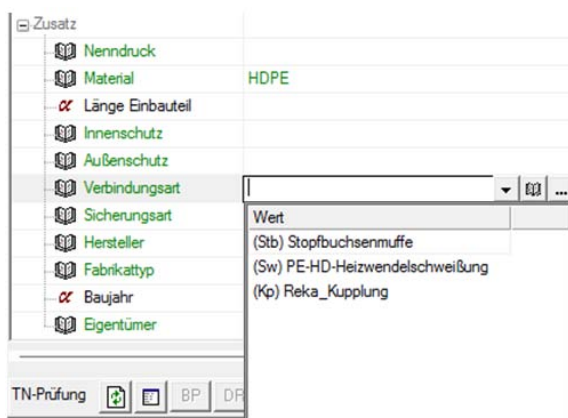 Zusatz
Nenndruck
Material HDPE
α Länge Einbauteil
Innenschutz
Außenschutz
Verbindungsart ...
Sicherungsart Wert
Hersteller (Stb) Stopfbuchsenmuffe
Fabrikattyp (Sw) PE-HD-Heizwendelschweißung
α Baujahr (Kp) Reka_Kupplung
Eigentümer
TN-Prüfung BP DR